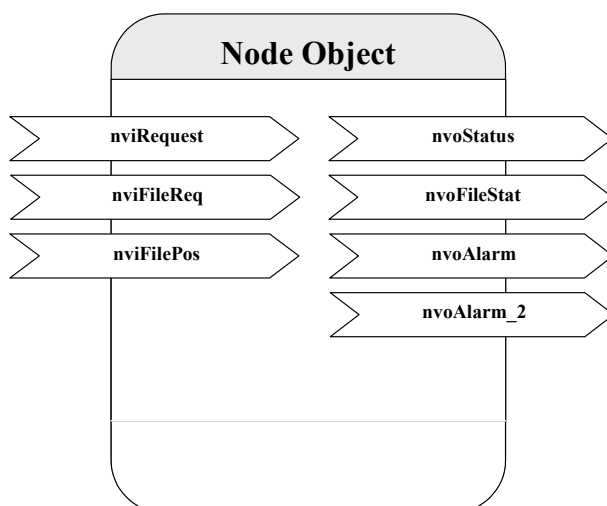 Node Object
nviRequest
nvoStatus
nviFileReq
nvoFileStat
nviFilePos
nvoAlarm
nvoAlarm_2